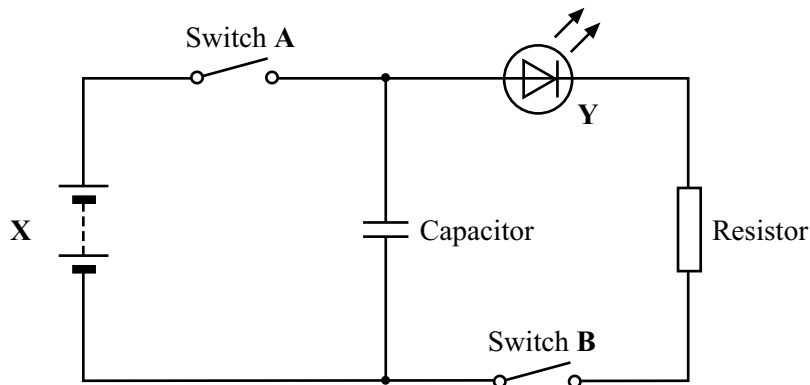 Switch A
Y
X
Capacitor
Resistor
Switch B